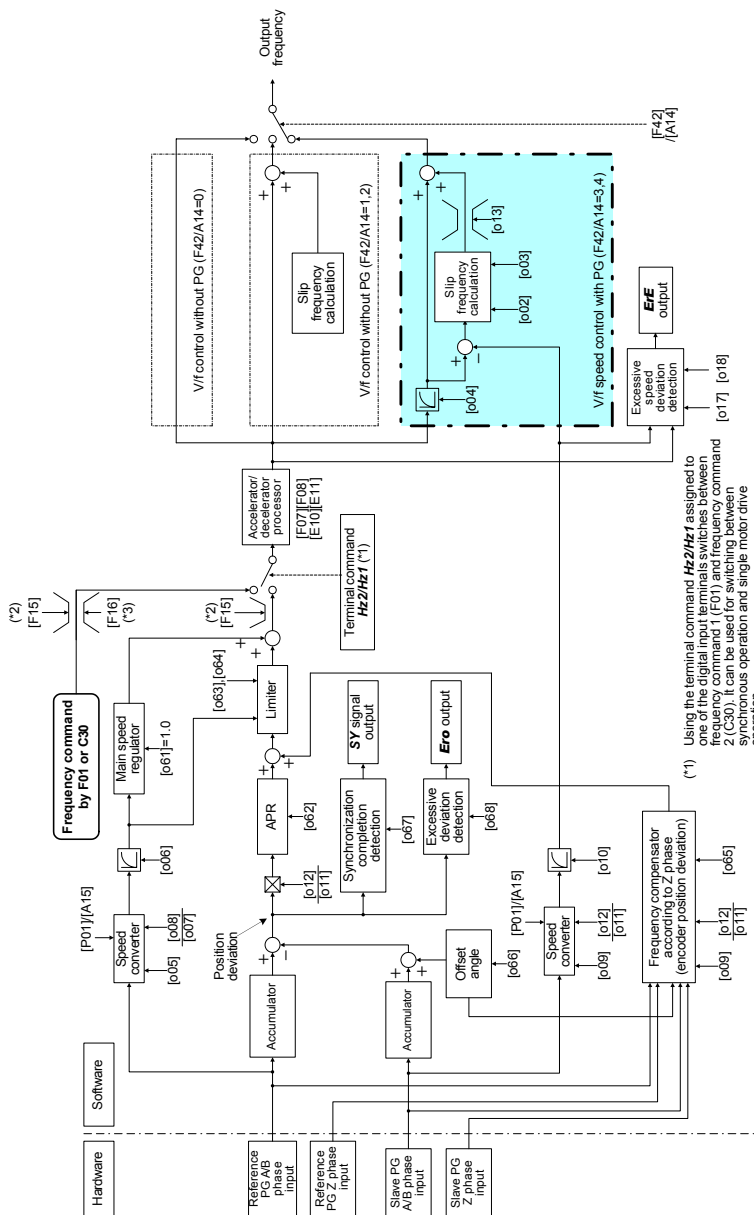 Hardware
Software
Reference
PG A/B
phase
input
Reference
PG Z phase
input
Slave PG
A/B phase
input
Slave PG
Z phase
input
Speed
converter
[P01]/[A15]
[o05]
[o08]
[o07]
[o06]
Main speed
regulator
[o61]=1.0
Frequency command
by F01 or C30
(*2)
[F15]
[F16]
(*3)
Accumulator
+
−
Position
deviation
[o12]
[o11]
APR
[o62]
+
+
Limiter
[o63],[o64]
+
+
(*2)
[F15]
Terminal command
Hz2/Hz1 (*1)
Accelerator/
decelerator
processor
[F07][F08]
[E10][E11]
Synchronization
completion
detection
[o67]
SY signal
output
Excessive
deviation
detection
[o68]
Ero output
Accumulator
+
+
Offset
angle
[o66]
Speed
converter
[P01]/[A15]
[o09]
[o12]
[o11]
[o10]
Frequency compensator
according to Z phase
(encoder position deviation)
[o09]
[o12]
[o11]
[o65]
V/f control without PG (F42/A14=0)
V/f control without PG (F42/A14=1,2)
Slip
frequency
calculation
+
+
V/f speed control with PG (F42/A14=3,4)
[o04]
+
−
Slip
frequency
calculation
[o02]
[o03]
[o13]
+
+
Output
frequency
[F42]
/[A14]
Excessive
speed
deviation
detection
[o17]
[o18]
ErE
output
(*1) Using the terminal command Hz2/Hz1 assigned to
one of the digital input terminals switches between
frequency command 1 (F01) and frequency command
2 (C30). It can be used for switching between
synchronous operation and single motor drive